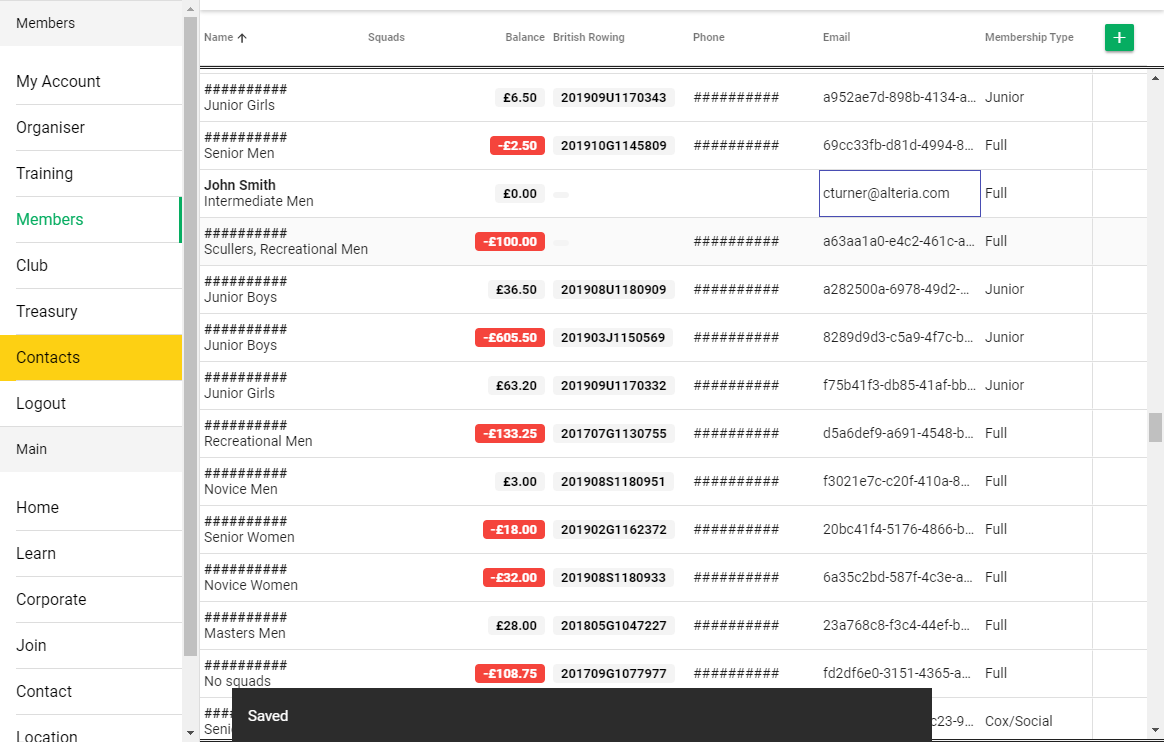 Members
My Account
Organiser
Training
Members
Club
Treasury
Contacts
Logout
Main
Home
Learn
Corporate
Join
Contact
Location
Name Squads Balance British Rowing Phone Email Membership Type
+
##########
Junior Girls
£6.50 201909U1170343 ########## a952ae7d-898b-4134-a... Junior
##########
Senior Men
-£2.50 201910G1145809 ########## 69cc33fb-d81d-4994-8... Full
John Smith
Intermediate Men
£0.00 cturner@alteria.com Full
##########
Scullers, Recreational Men
-£100.00 ########## a63aa1a0-e4c2-461c-a... Full
##########
Junior Boys
£36.50 201908U1180909 ########## a282500a-6978-49d2-... Junior
##########
Junior Boys
-£605.50 201903J1150569 ########## 8289d9d3-c5a9-4f7c-b... Junior
##########
Junior Girls
£63.20 201909U1170332 ########## f75b41f3-db85-41af-bb... Junior
##########
Recreational Men
-£133.25 201707G1130755 ########## d5a6def9-a691-4548-b... Full
##########
Novice Men
£3.00 201908S1180951 ########## f3021e7c-c20f-410a-8... Full
##########
Senior Women
-£18.00 201902G1162372 ########## 20bc41f4-5176-4866-b... Full
##########
Novice Women
-£32.00 201908S1180933 ########## 6a35c2bd-587f-4c3e-a... Full
##########
Masters Men
£28.00 201805G1047227 ########## 23a768c8-f3c4-44ef-b... Full
##########
No squads
-£108.75 201709G1077977 ########## fd2df6e0-3151-4365-a... Full
c23-9... Cox/Social
Saved